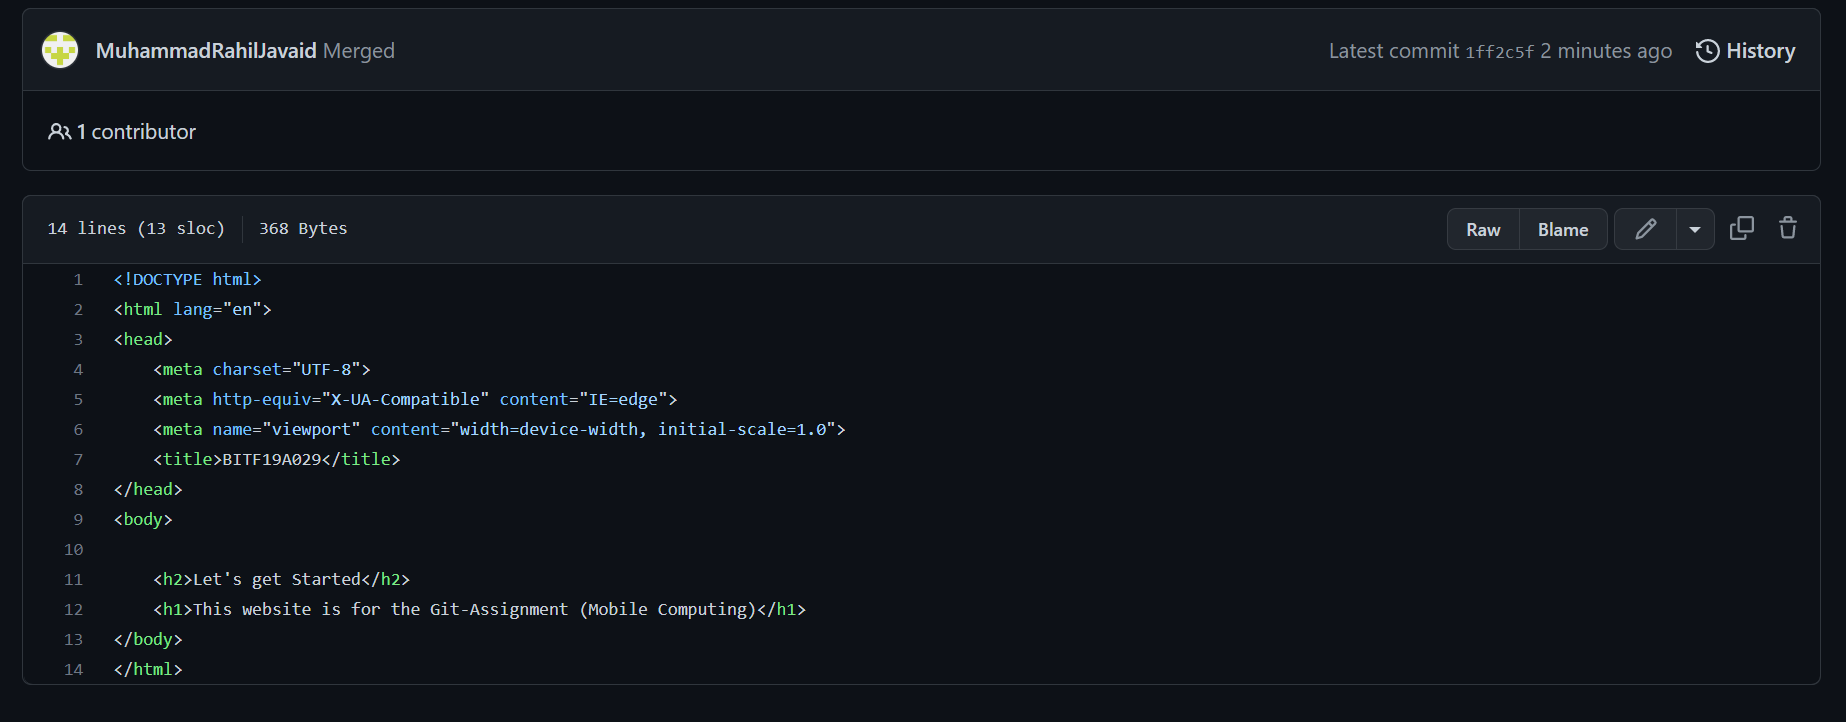 MuhammadRahilJavaid Merged
Latest commit 1ff2c5f 2 minutes ago History
1 contributor
14 lines (13 sloc) 368 Bytes
Raw Blame
1 <!DOCTYPE html>
2 <html lang="en">
3 <head>
4     <meta charset="UTF-8">
5     <meta http-equiv="X-UA-Compatible" content="IE=edge">
6     <meta name="viewport" content="width=device-width, initial-scale=1.0">
7     <title>BITF19A029</title>
8 </head>
9 <body>
10
11     <h2>Let's get Started</h2>
12     <h1>This website is for the Git-Assignment (Mobile Computing)</h1>
13 </body>
14 </html>